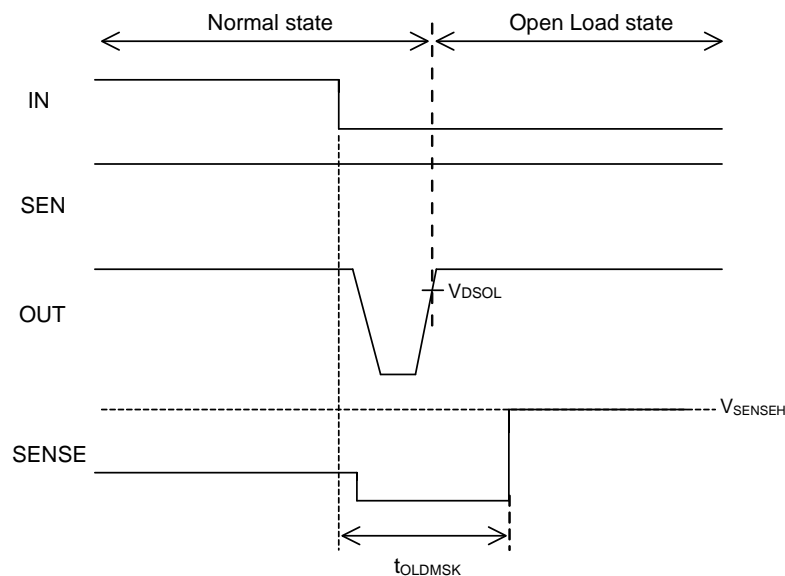 Normal state
Open Load state
IN
SEN
OUT
VDSOL
VSENSEH
SENSE
tOLDMSK